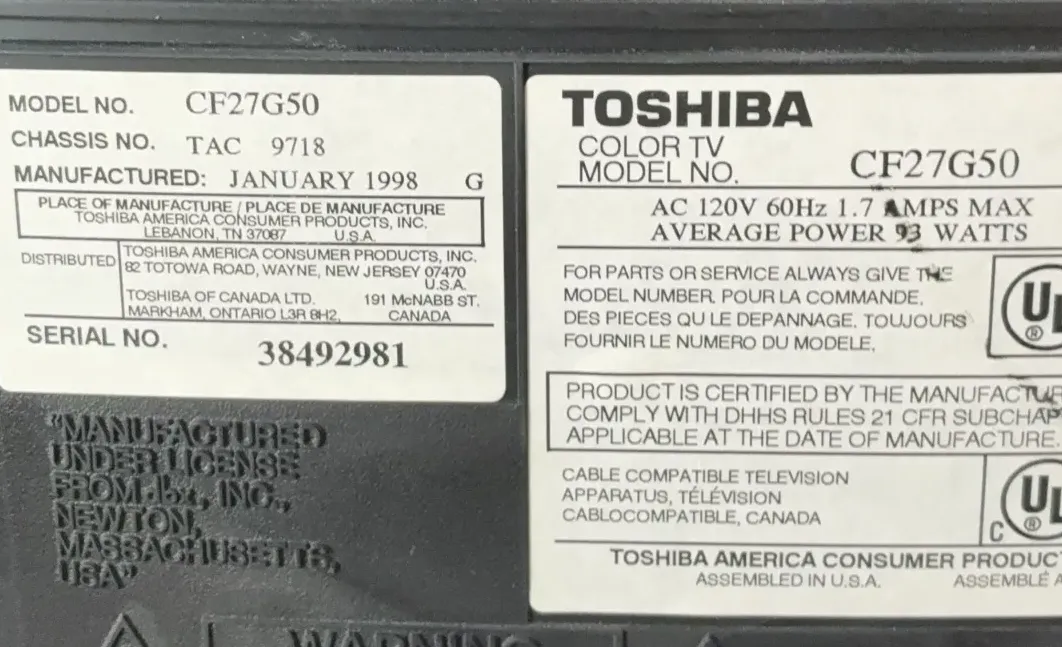 MODEL NO. CF27G50
CHASSIS NO. TAC 9718
MANUFACTURED: JANUARY 1998 G
PLACE OF MANUFACTURE / PLACE DE MANUFACTURE
TOSHIBA AMERICA CONSUMER PRODUCTS, INC.
LEBANON, TN 37087 U.S.A.
DISTRIBUTED
TOSHIBA AMERICA CONSUMER PRODUCTS, INC.
82 TOTOWA ROAD, WAYNE, NEW JERSEY 07470
U.S.A.
TOSHIBA OF CANADA LTD. 191 McNABB ST.
MARKHAM, ONTARIO L3R 8H2, CANADA
SERIAL NO. 38492981
"MANUFACTURED
UNDER LICENSE
FROM dbx, INC.,
NEWTON,
MASSACHUSETTS,
USA"
WARNING
TOSHIBA
COLOR TV
MODEL NO. CF27G50
AC 120V 60Hz 1.7 AMPS MAX
AVERAGE POWER 93 WATTS
FOR PARTS OR SERVICE ALWAYS GIVE THE
MODEL NUMBER. POUR LA COMMANDE,
DES PIECES QU LE DEPANNAGE. TOUJOURS
FOURNIR LE NUMERO DU MODELE,
UL
®
PRODUCT IS CERTIFIED BY THE MANUFACTUR
COMPLY WITH DHHS RULES 21 CFR SUBCHAP
APPLICABLE AT THE DATE OF MANUFACTURE.
CABLE COMPATIBLE TELEVISION
APPARATUS, TÉLÉVISION
CABLOCOMPATIBLE, CANADA
C UL
®
TOSHIBA AMERICA CONSUMER PRODUC
ASSEMBLED IN U.S.A. ASSEMBLÉ A